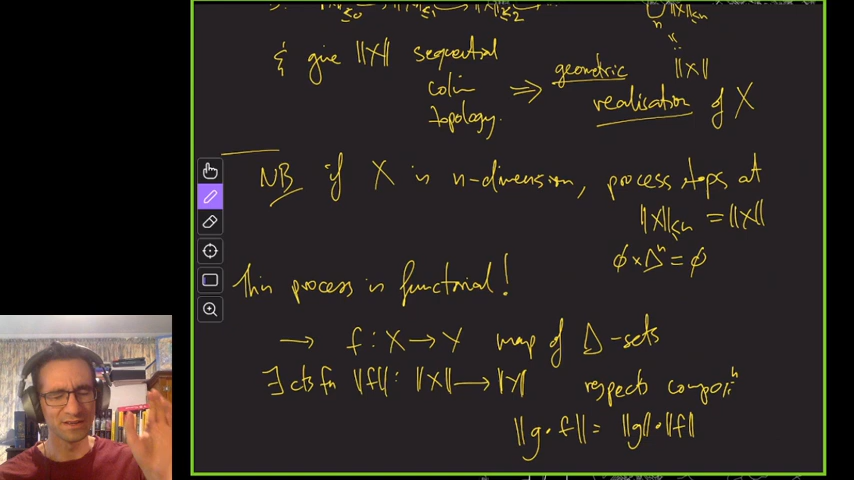 ‖X‖≤n
& give ‖X‖ sequential
‖X‖
colim
topology
⇒ geometric
realisation of X
NB if X is n-dimension, process stops at
‖X‖≤n = ‖X‖
∅ × Δⁿ = ∅
This process is functorial!
→ f : X → Y map of Δ-sets
∃ cts fn ‖f‖ : ‖X‖ → ‖Y‖ respects composiⁿ
‖g∘f‖ = ‖g‖∘‖f‖